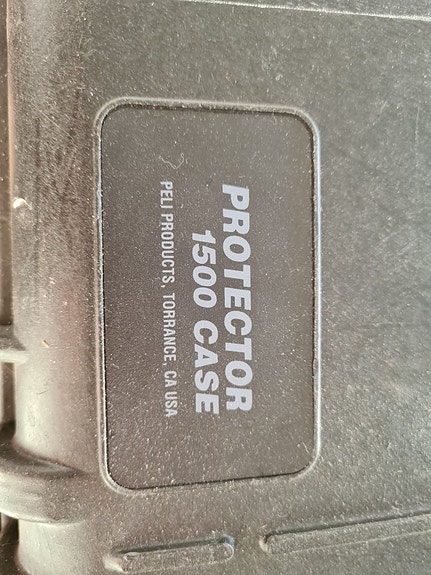 PROTECTOR
1500 CASE
PELI PRODUCTS, TORRANCE, CA USA